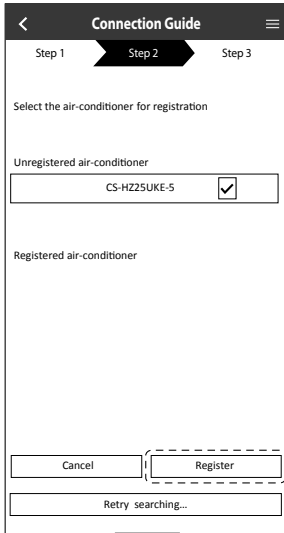 Connection Guide
Step 1 Step 2 Step 3
Select the air-conditioner for registration
Unregistered air-conditioner
CS-HZ25UKE-5
Registered air-conditioner
Cancel Register
Retry searching...